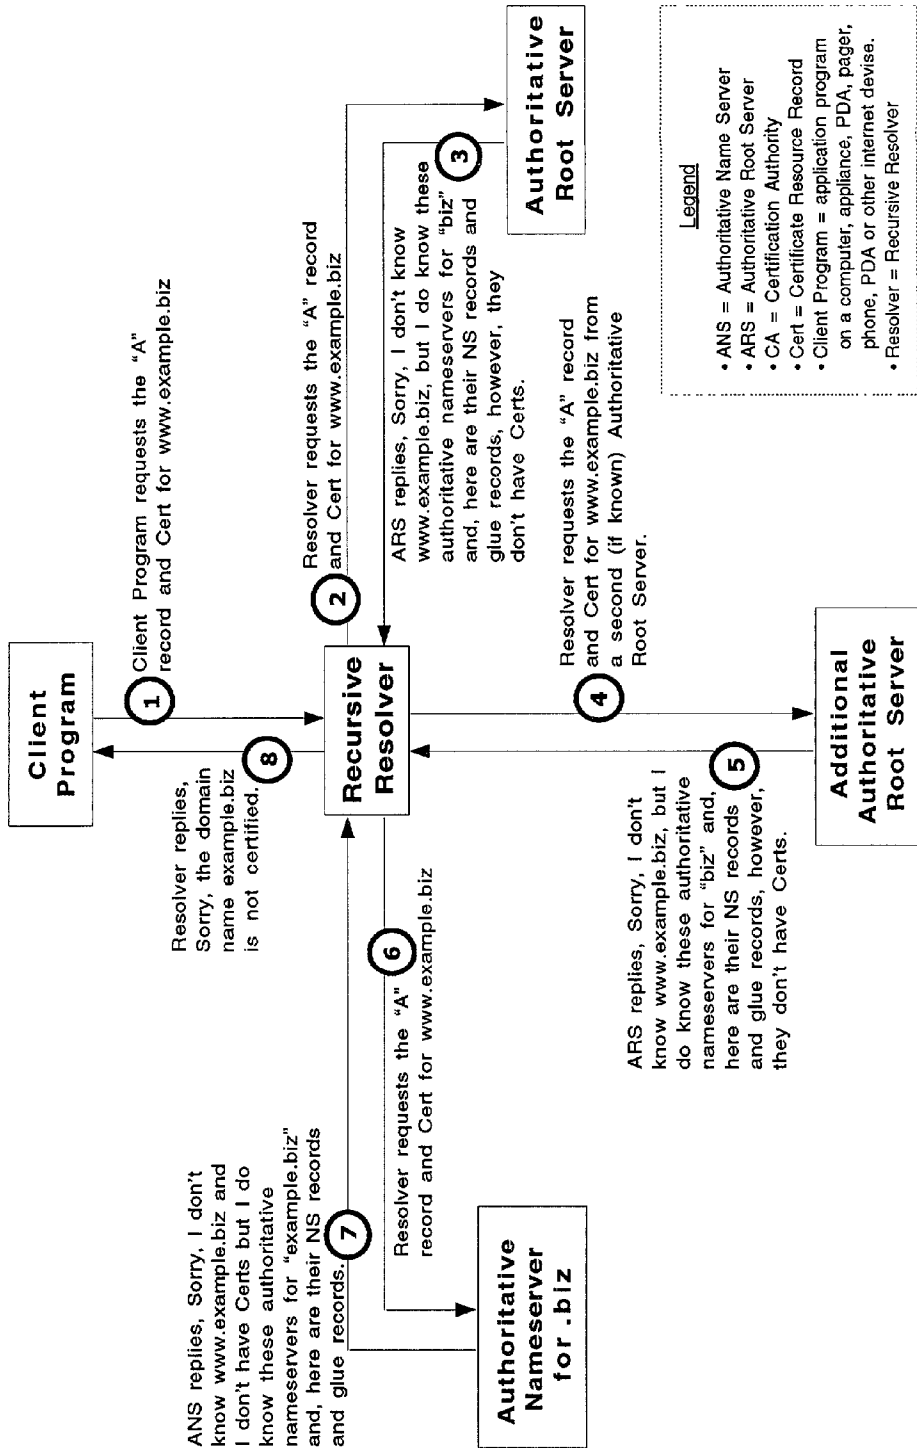 Client
Program
1
Client Program requests the “A”
record and Cert for www.example.biz
8
Resolver replies,
Sorry, the domain
name example.biz
is not certified.
Recursive
Resolver
2
Resolver requests the “A” record
and Cert for www.example.biz
3
ARS replies, Sorry, I don't know
www.example.biz, but I do know these
authoritative nameservers for “biz”
and, here are their NS records and
glue records, however, they
don't have Certs.
Authoritative
Root Server
4
Resolver requests the “A” record
and Cert for www.example.biz from
a second (if known) Authoritative
Root Server.
5
ARS replies, Sorry, I don't
know www.example.biz, but I
do know these authoritative
nameservers for “biz” and,
here are their NS records
and glue records, however,
they don't have Certs.
Additional
Authoritative
Root Server
6
Resolver requests the “A”
record and Cert for www.example.biz
7
ANS replies, Sorry, I don't
know www.example.biz and
I don't have Certs but I do
know these authoritative
nameservers for “example.biz”
and, here are their NS records
and glue records.
Authoritative
Nameserver
for .biz
Legend
• ANS = Authoritative Name Server
• ARS = Authoritative Root Server
• CA = Certification Authority
• Cert = Certificate Resource Record
• Client Program = application program
on a computer, appliance, PDA, pager,
phone, PDA or other internet devise.
• Resolver = Recursive Resolver